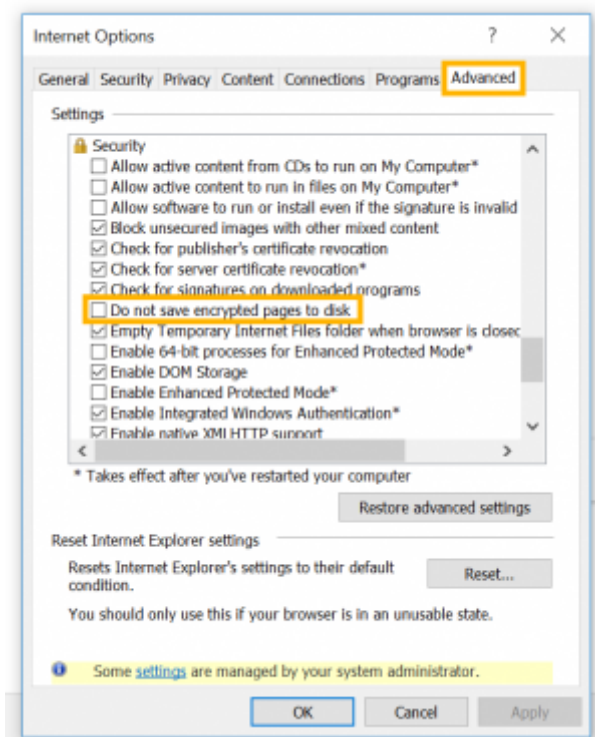 Internet Options
General Security Privacy Content Connections Programs Advanced
Settings
Security
Allow active content from CDs to run on My Computer*
Allow active content to run in files on My Computer*
Allow software to run or install even if the signature is invalid
Block unsecured images with other mixed content
Check for publisher's certificate revocation
Check for server certificate revocation*
Check for signatures on downloaded programs
Do not save encrypted pages to disk
Empty Temporary Internet Files folder when browser is closed
Enable 64-bit processes for Enhanced Protected Mode*
Enable DOM Storage
Enable Enhanced Protected Mode*
Enable Integrated Windows Authentication*
Enable native XMLHTTP support
* Takes effect after you've restarted your computer
Restore advanced settings
Reset Internet Explorer settings
Resets Internet Explorer's settings to their default
condition.
Reset...
You should only use this if your browser is in an unusable state.
Some settings are managed by your system administrator.
OK Cancel Apply